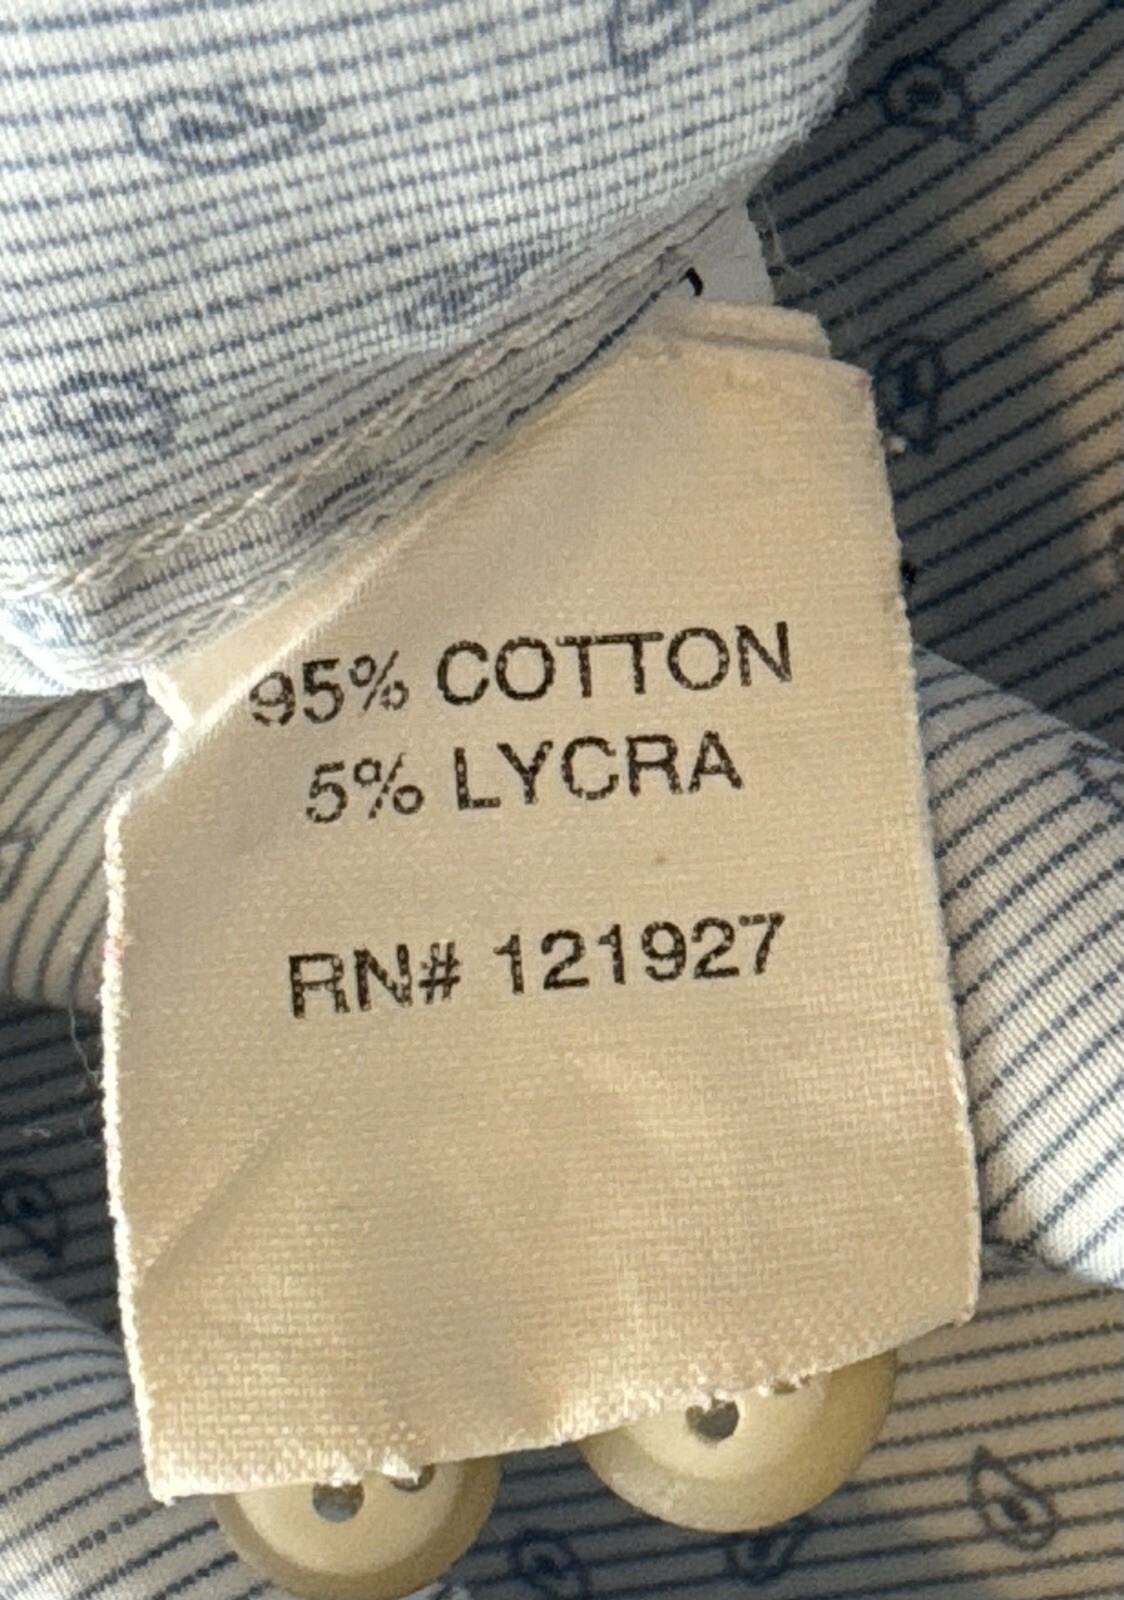 95% COTTON
5% LYCRA
RN# 121927